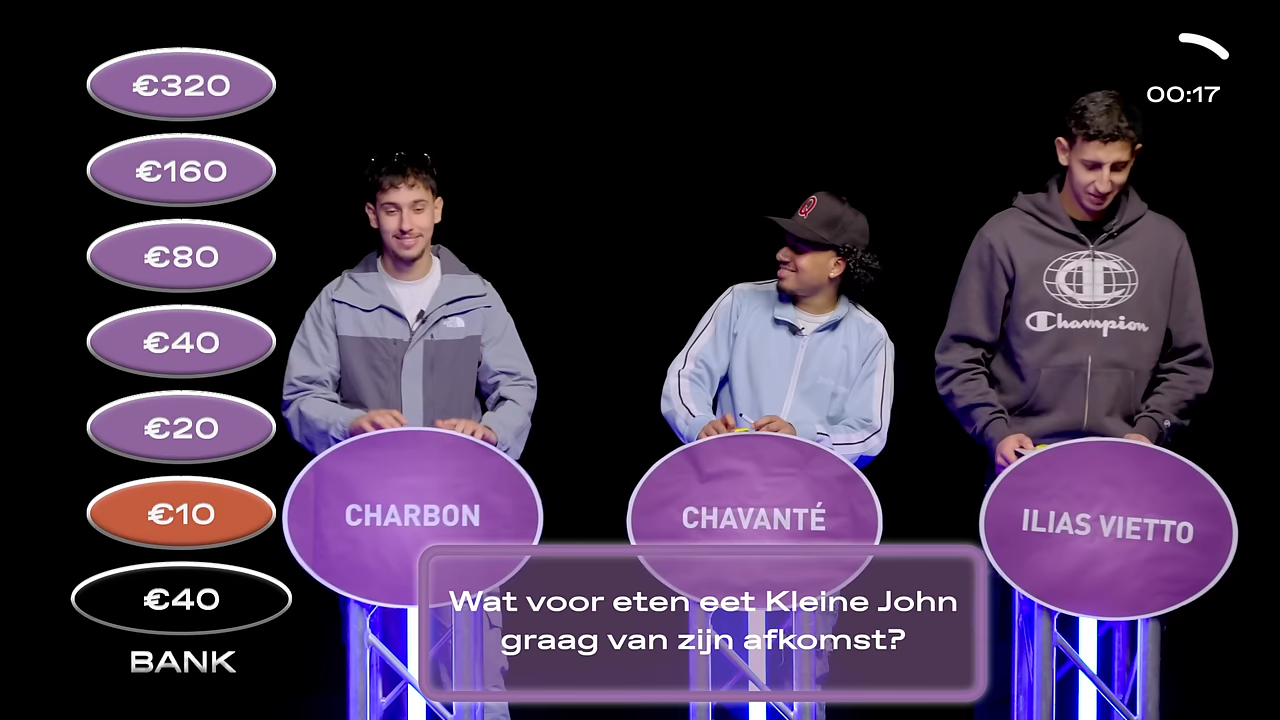 €320
€160
€80
€40
€20
€10
€40
BANK
00:17
Champion
CHARBON
CHAVANTÉ
ILIAS VIETTO
Wat voor eten eet Kleine John
graag van zijn afkomst?